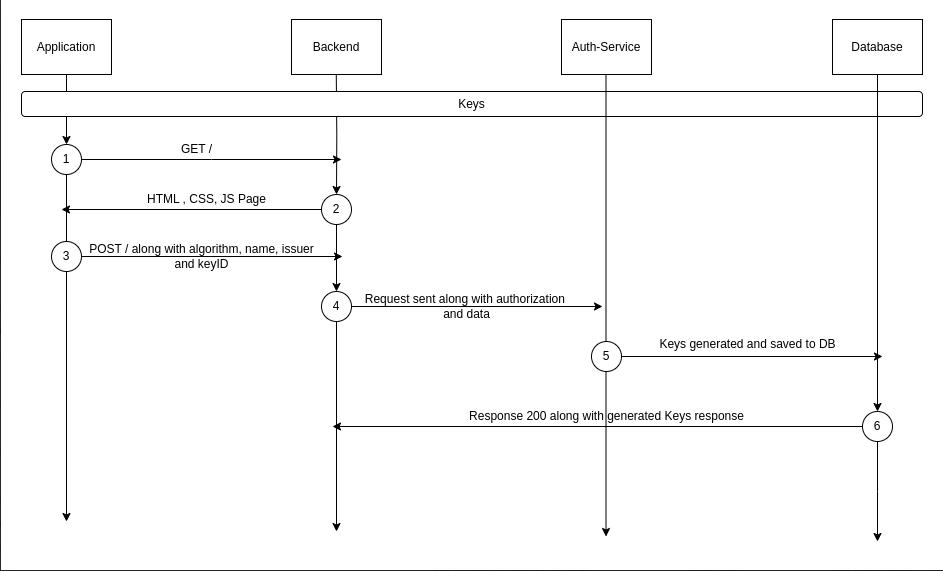 Application
Backend
Auth-Service
Database
Keys
1
GET /
HTML , CSS, JS Page
2
3
POST / along with algorithm, name, issuer
and keyID
4
Request sent along with authorization
and data
5
Keys generated and saved to DB
Response 200 along with generated Keys response
6